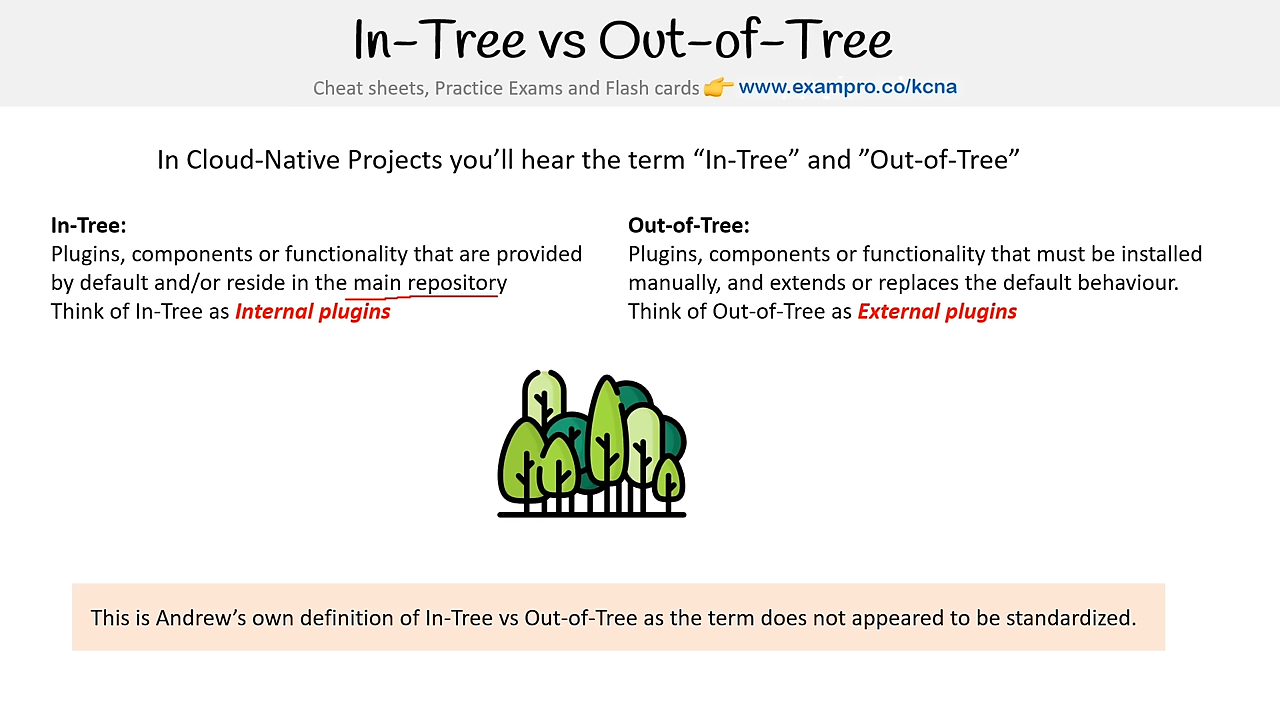 In-Tree vs Out-of-Tree
Cheat sheets, Practice Exams and Flash cards 👉 www.exampro.co/kcna
In Cloud-Native Projects you’ll hear the term “In-Tree” and ”Out-of-Tree”
In-Tree:
Plugins, components or functionality that are provided
by default and/or reside in the main repository
Think of In-Tree as Internal plugins
Out-of-Tree:
Plugins, components or functionality that must be installed
manually, and extends or replaces the default behaviour.
Think of Out-of-Tree as External plugins
This is Andrew’s own definition of In-Tree vs Out-of-Tree as the term does not appeared to be standardized.